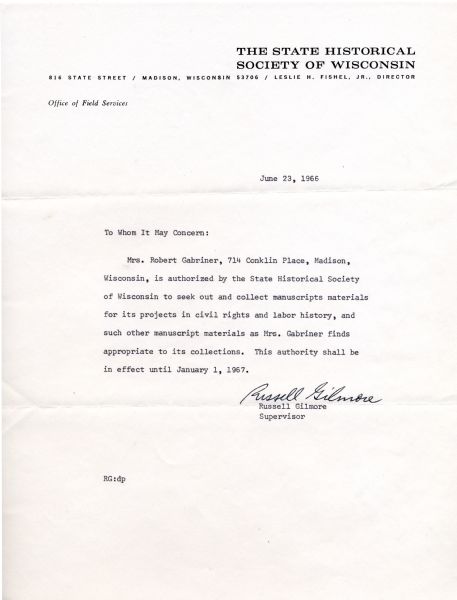 THE STATE HISTORICAL
SOCIETY OF WISCONSIN
816 STATE STREET / MADISON, WISCONSIN 53706 / LESLIE H. FISHEL, JR., DIRECTOR
Office of Field Services
June 23, 1966
To Whom It May Concern:
Mrs. Robert Gabriner, 714 Conklin Place, Madison,
Wisconsin, is authorized by the State Historical Society
of Wisconsin to seek out and collect manuscripts materials
for its projects in civil rights and labor history, and
such other manuscript materials as Mrs. Gabriner finds
appropriate to its collections. This authority shall be
in effect until January 1, 1967.
Russell Gilmore
Russell Gilmore
Supervisor
RG:dp